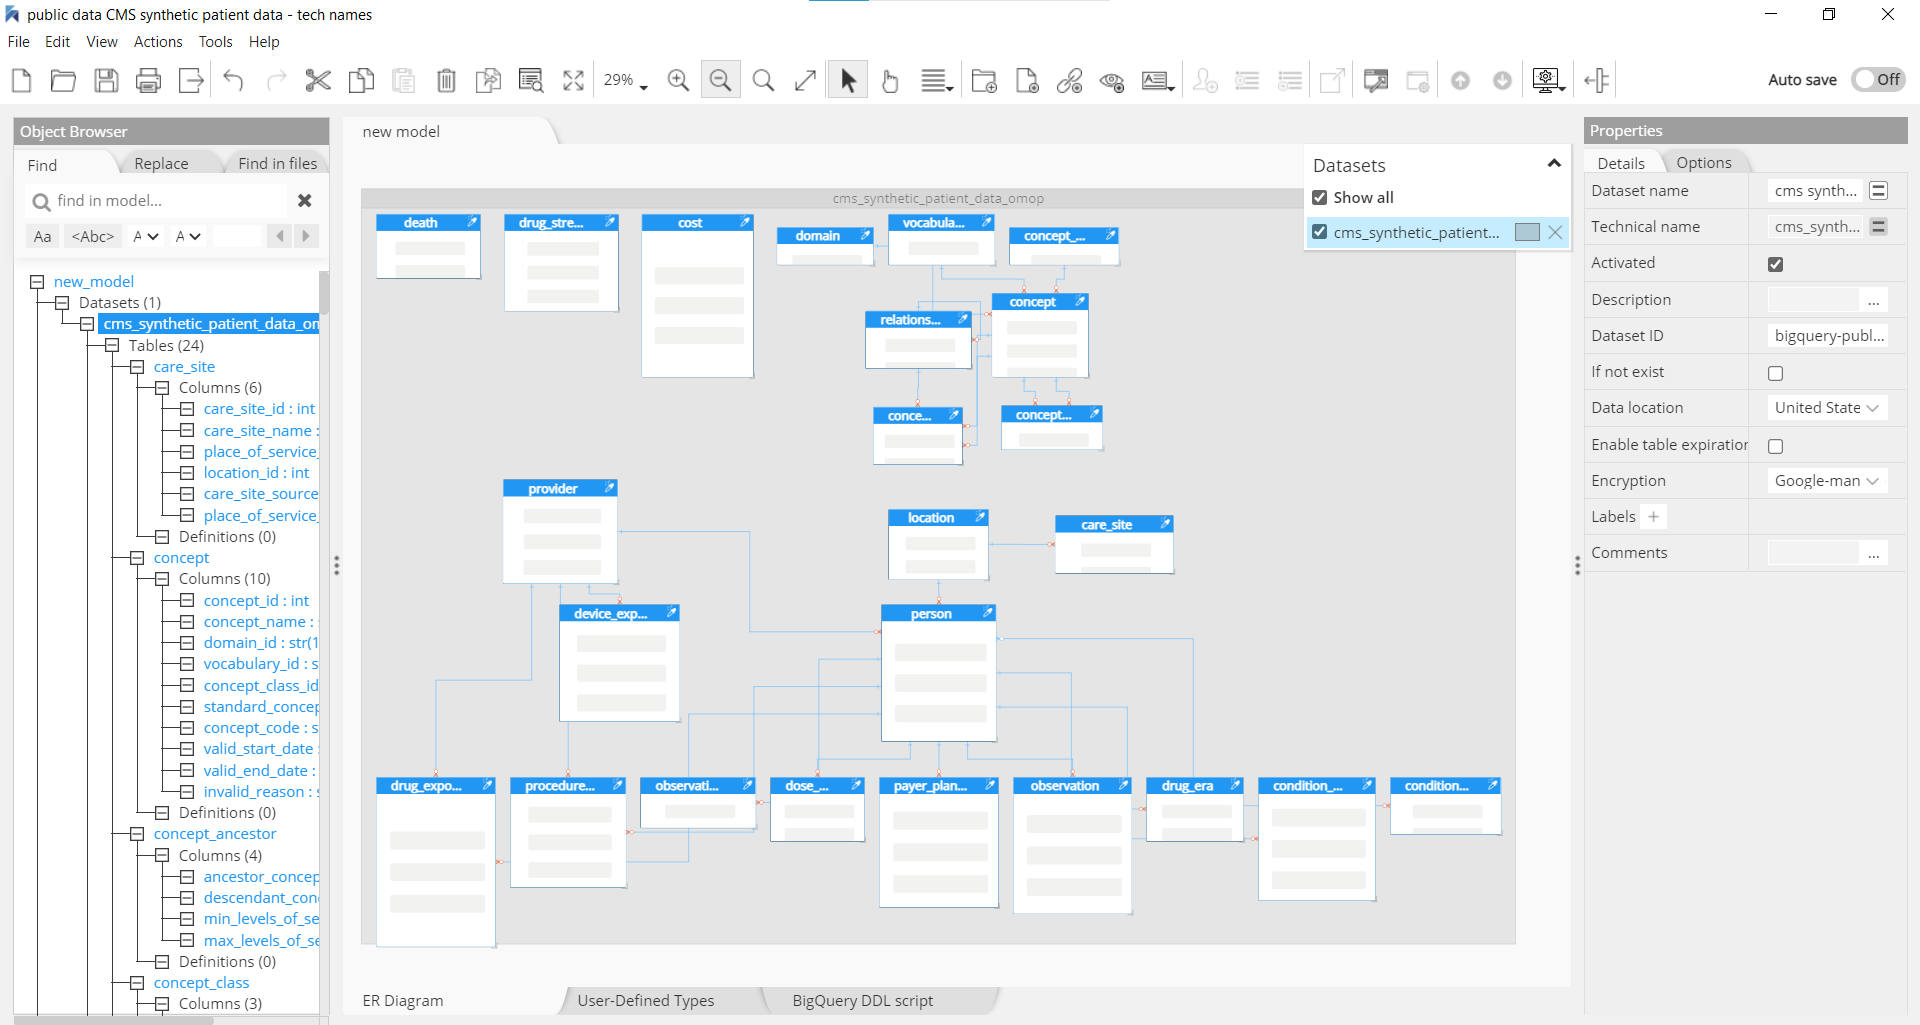 public data CMS synthetic patient data - tech names
File Edit View Actions Tools Help
29%
Auto save Off
Object Browser
Find Replace Find in files
find in model...
Aa <Abc> A A
new_model
Datasets (1)
cms_synthetic_patient_data_on
Tables (24)
care_site
Columns (6)
care_site_id : int
care_site_name :
place_of_service_
location_id : int
care_site_source
place_of_service_
Definitions (0)
concept
Columns (10)
concept_id : int
concept_name :
domain_id : str(1
vocabulary_id : s
concept_class_id
standard_concep
concept_code : s
valid_start_date :
valid_end_date :
invalid_reason : s
Definitions (0)
concept_ancestor
Columns (4)
ancestor_concep
descendant_con
min_levels_of_se
max_levels_of_se
Definitions (0)
concept_class
Columns (3)
new model
cms_synthetic_patient_data_omop
death
drug_stre...
cost
domain
vocabula...
concept_...
concept
relations...
conce...
concept...
provider
location
care_site
device_exp...
person
drug_expo...
procedure...
observati...
dose_...
payer_plan...
observation
drug_era
condition_...
condition...
Datasets
Show all
cms_synthetic_patient...
ER Diagram User-Defined Types BigQuery DDL script
Properties
Details Options
Dataset name cms synth...
Technical name cms_synth...
Activated
Description ...
Dataset ID bigquery-publ...
If not exist
Data location United State
Enable table expiration
Encryption Google-man
Labels +
Comments ...